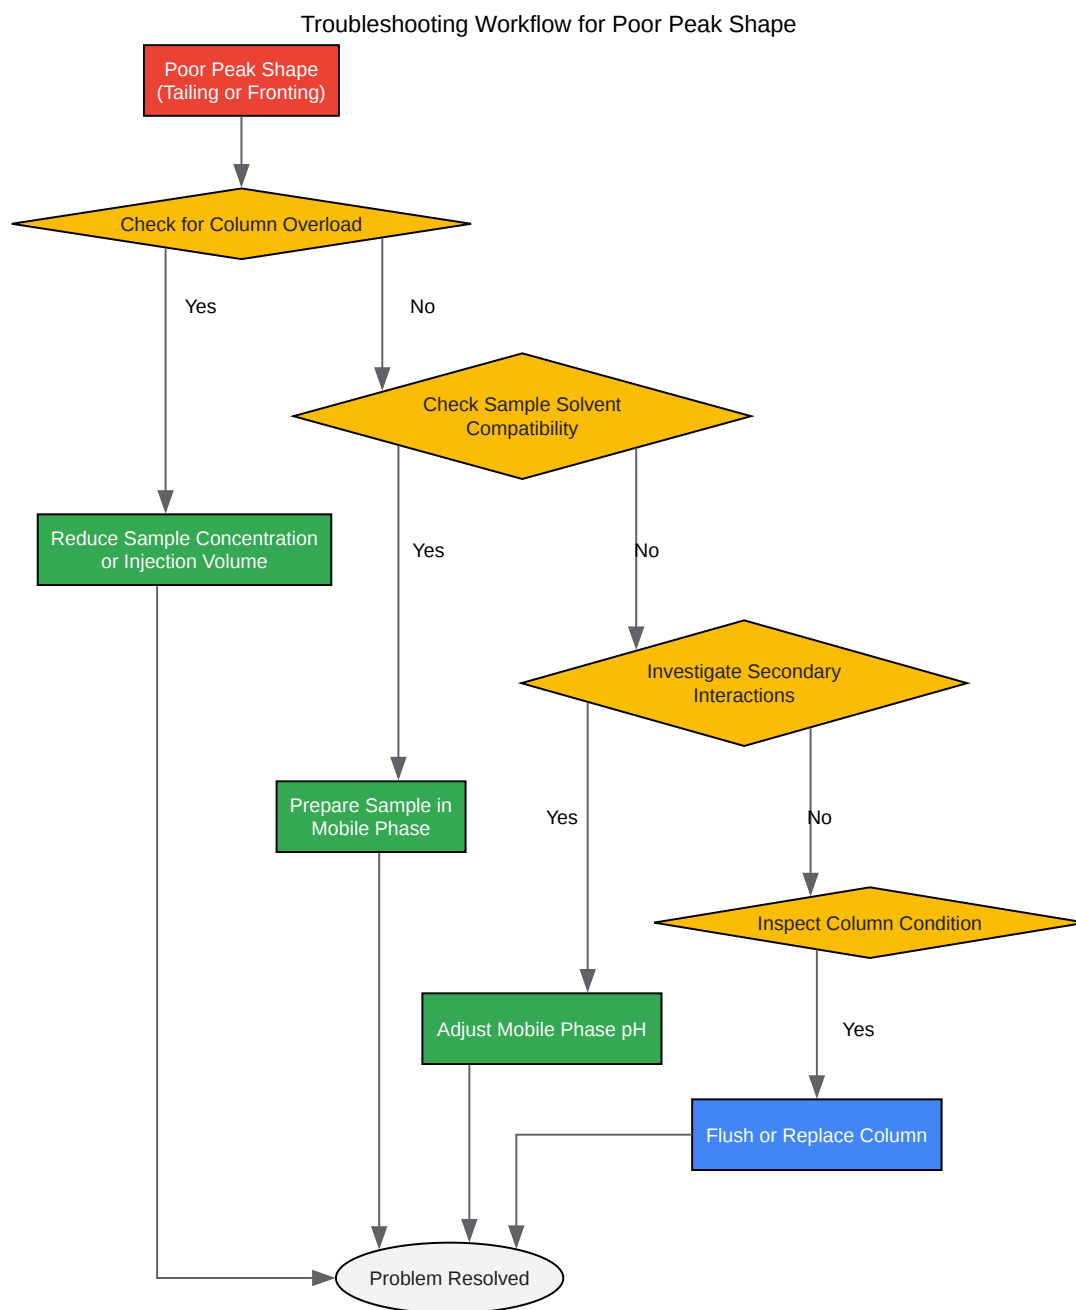 Troubleshooting Workflow for Poor Peak Shape
Poor Peak Shape
(Tailing or Fronting)
Check for Column Overload
Yes
No
Check Sample Solvent
Compatibility
Reduce Sample Concentration
or Injection Volume
Yes
No
Investigate Secondary
Interactions
Prepare Sample in
Mobile Phase
Yes
No
Inspect Column Condition
Adjust Mobile Phase pH
Yes
Flush or Replace Column
Problem Resolved